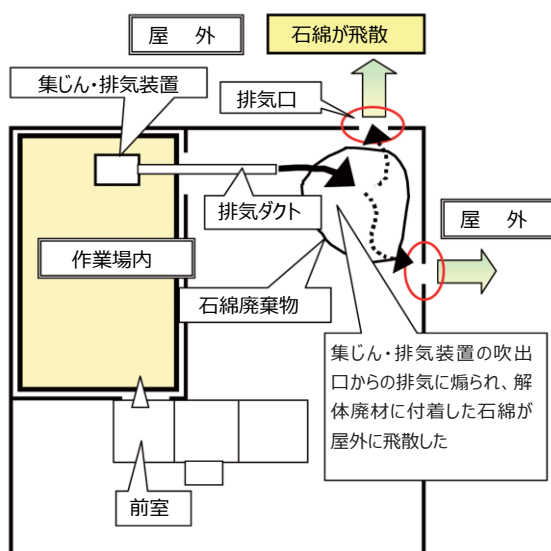 屋 外
石綿が飛散
集じん・排気装置
排気口
排気ダクト
屋 外
作業場内
石綿廃棄物
集じん・排気装置の吹出
口からの排気に煽られ、解
体廃材に付着した石綿が
屋外に飛散した
前室